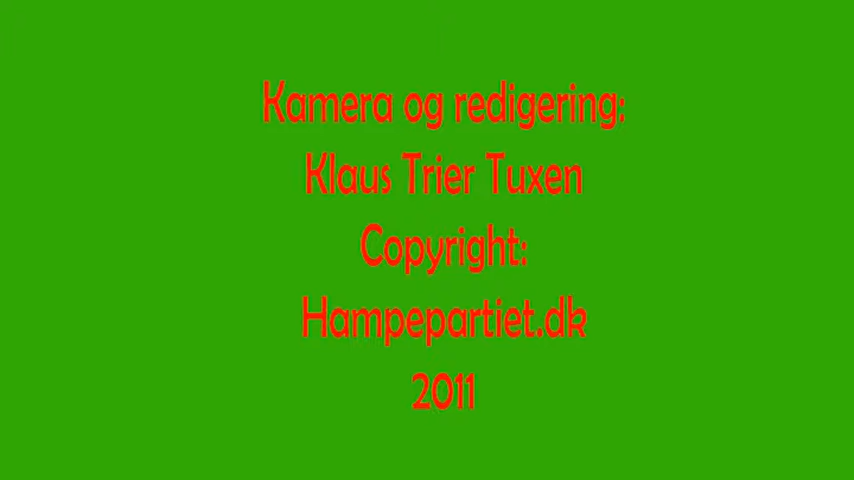 Kamera og redigering:
Klaus Trier Tuxen
Copyright:
Hampepartiet.dk
2011